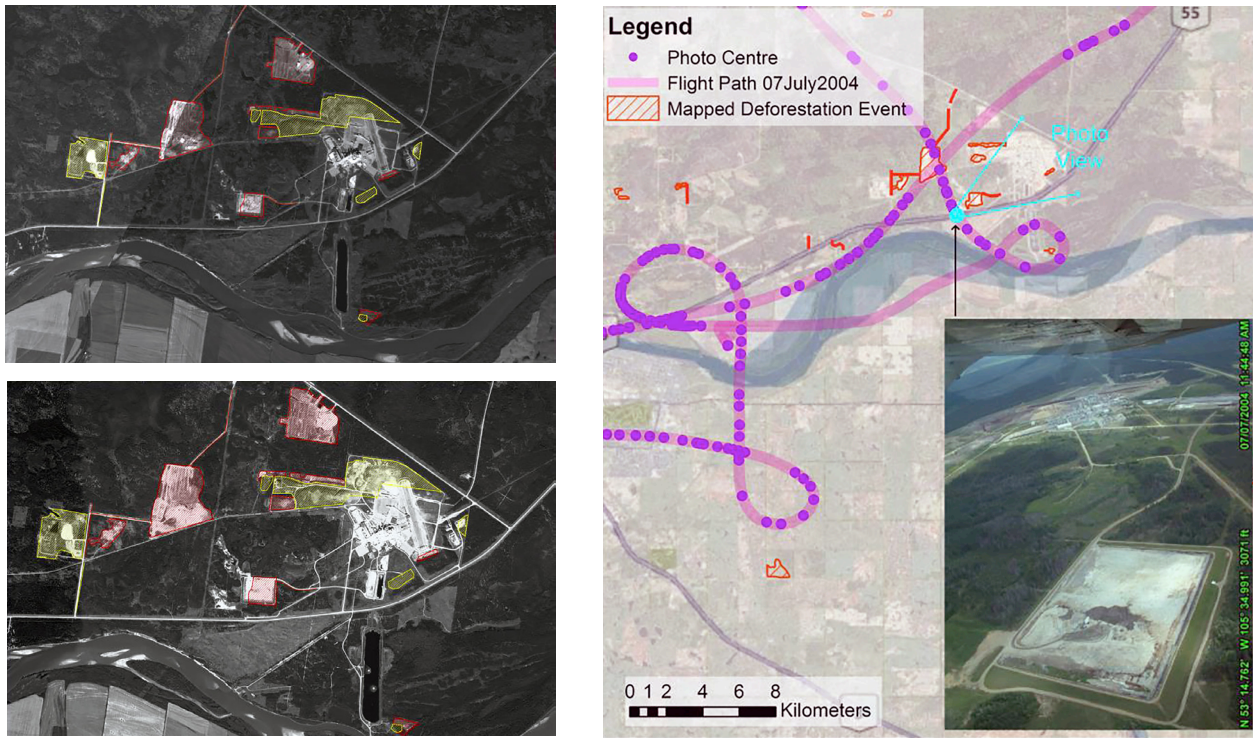 Legend
Photo Centre
Flight Path 07July2004
Mapped Deforestation Event
55
Photo
View
0 1 2 4 6 8
Kilometers
N 53° 14.762' W 105° 34.991' 3071 ft 07/07/2004 11:44:48 AM